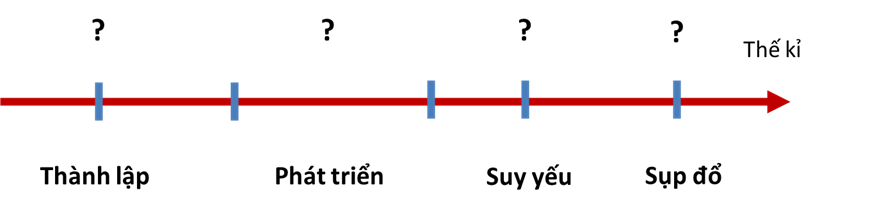 ? ? ? ?
Thế kỉ
Thành lập Phát triển Suy yếu Sụp đổ